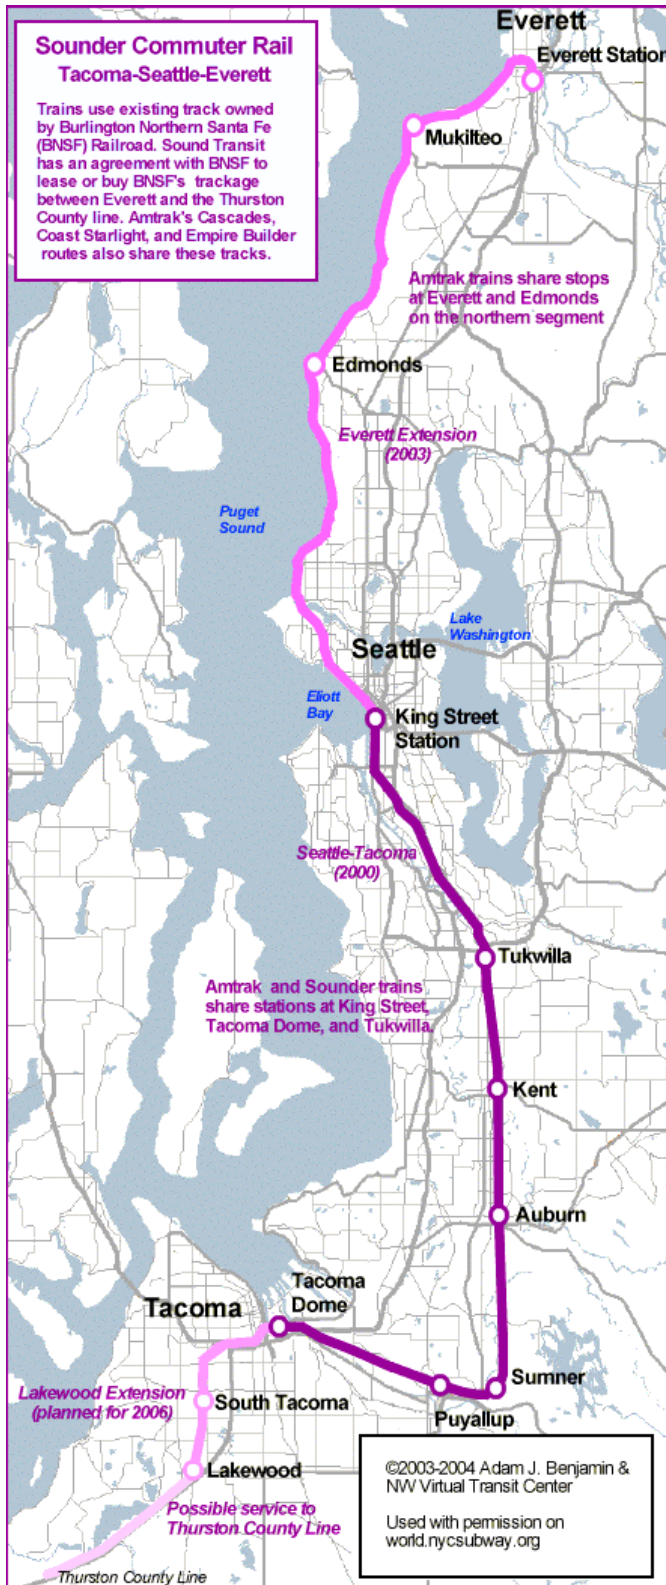 Everett
Everett Station
Sounder Commuter Rail
Tacoma-Seattle-Everett
Trains use existing track owned
by Burlington Northern Santa Fe
(BNSF) Railroad. Sound Transit
has an agreement with BNSF to
lease or buy BNSF's trackage
between Everett and the Thurston
County line. Amtrak's Cascades,
Coast Starlight, and Empire Builder
routes also share these tracks.
Mukilteo
Amtrak trains share stops
at Everett and Edmonds
on the northern segment
Edmonds
Everett Extension
(2003)
Puget
Sound
Lake
Washington
Seattle
Eliott
Bay
King Street
Station
Seattle-Tacoma
(2000)
Tukwilla
Amtrak and Sounder trains
share stations at King Street,
Tacoma Dome, and Tukwilla.
Kent
Auburn
Tacoma
Dome
Tacoma
Sumner
Lakewood Extension
(planned for 2006)
South Tacoma
Puyallup
Lakewood
Possible service to
Thurston County Line
Thurston County Line
©2003-2004 Adam J. Benjamin &
NW Virtual Transit Center
Used with permission on
world.nycsubway.org